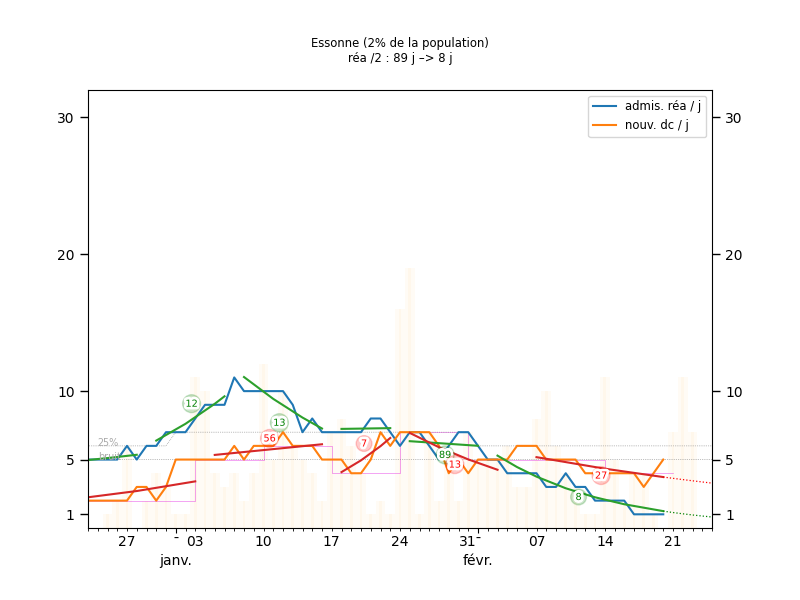 Essonne (2% de la population)
réa /2 : 89 j –> 8 j
admis. réa / j
nouv. dc / j
30 30
20 20
10 10
5 5
1 1
25%
bruit
12
13
56
7
89
13
8
27
27 - 03 10 17 24 31 - 07 14 21
janv. févr.